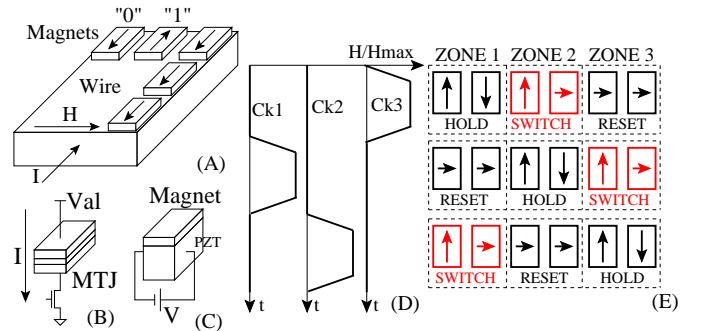 "0" "1"
Magnets
Wire
H
I
(A)
Val
I
MTJ
(B)
Magnet
PZT
V
(C)
H/Hmax
Ck1
Ck2
Ck3
t
t
t
(D)
ZONE 1 ZONE 2 ZONE 3
HOLD SWITCH RESET
RESET HOLD SWITCH
SWITCH RESET HOLD
(E)